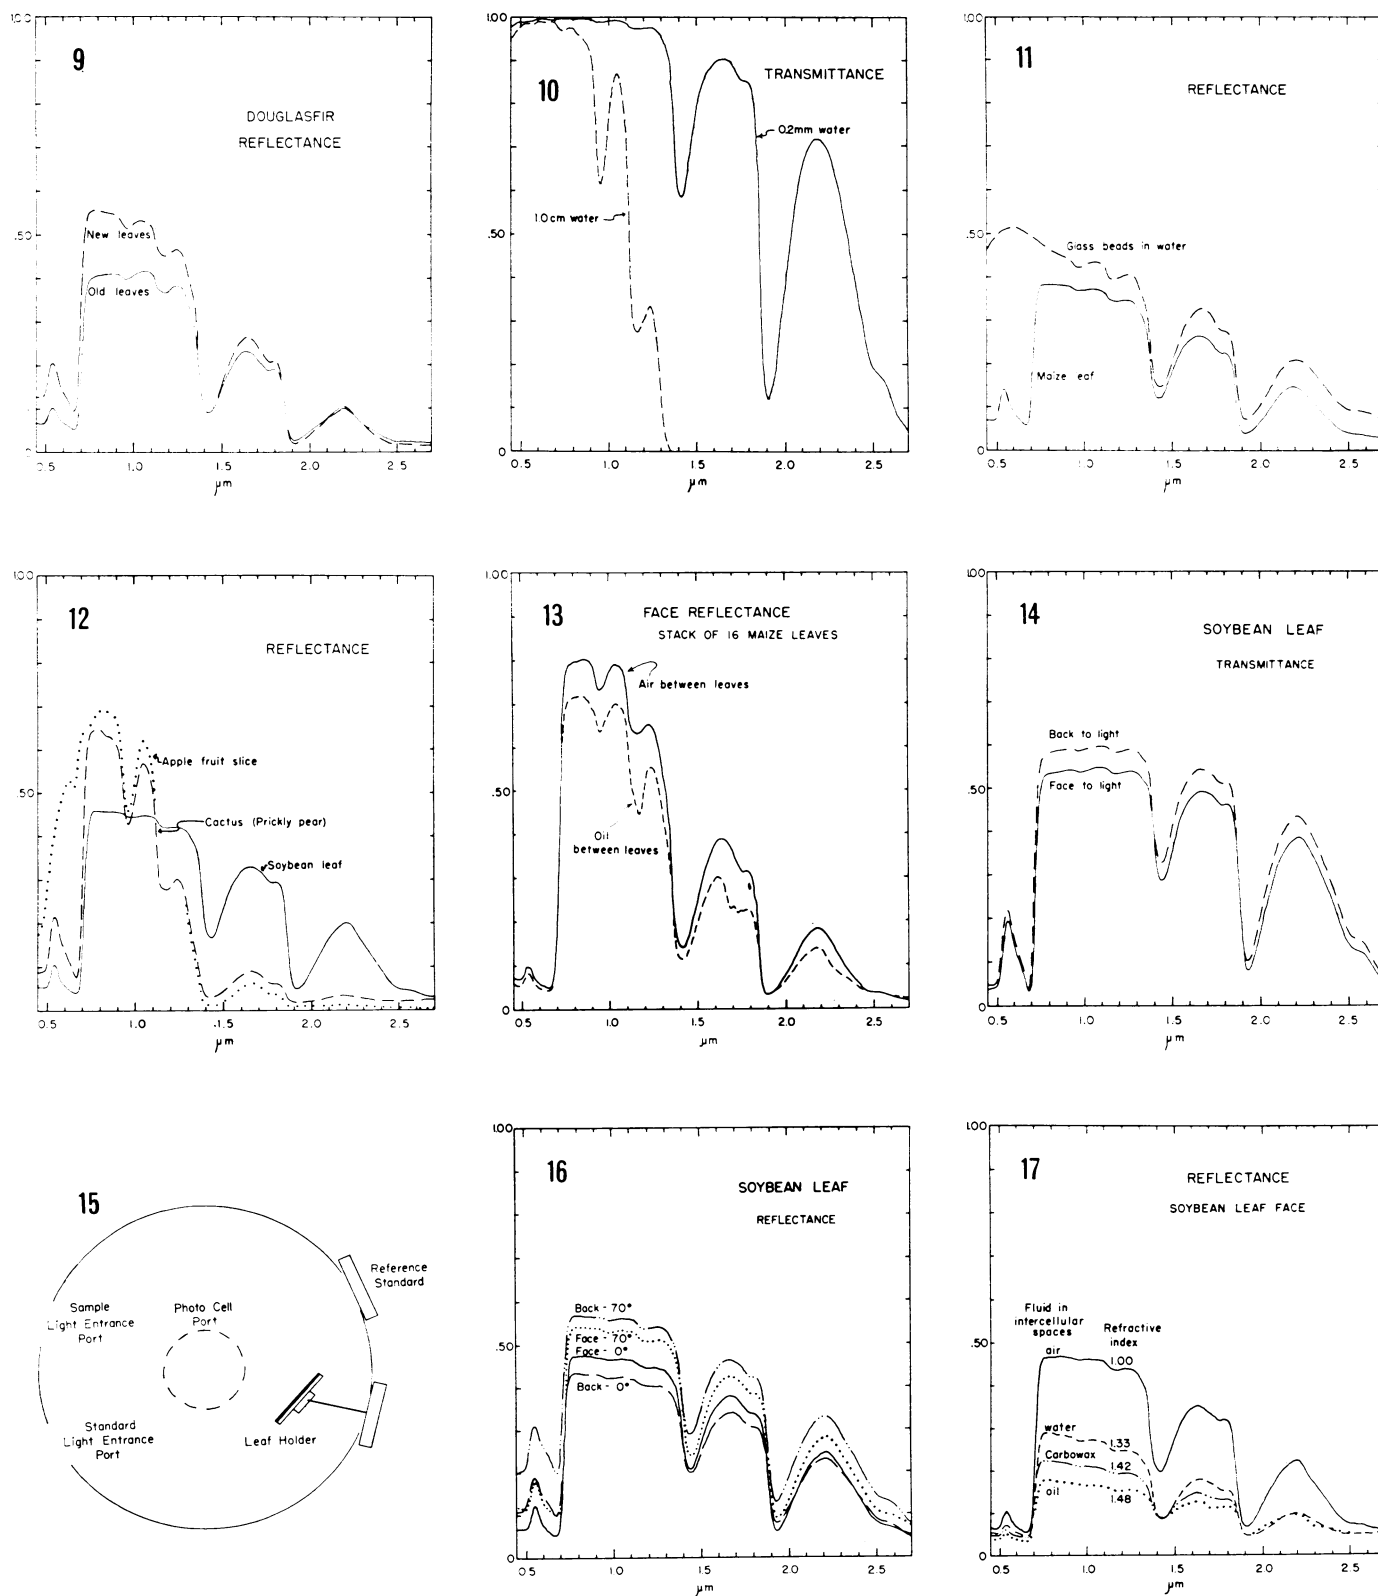 1.00
9
DOUGLASFIR
REFLECTANCE
.50
New leaves
Old leaves
0
0.5 1.0 1.5 2.0 2.5
µm
1.00
10
TRANSMITTANCE
0.2mm water
1.0cm water
.50
0
0.5 1.0 1.5 2.0 2.5
µm
1.00
11
REFLECTANCE
.50
Glass beads in water
Maize leaf
0
0.5 1.0 1.5 2.0 2.5
µm
1.00
12
REFLECTANCE
Apple fruit slice
.50
Cactus (Prickly pear)
Soybean leaf
0
0.5 1.0 1.5 2.0 2.5
µm
1.00
13
FACE REFLECTANCE
STACK OF 16 MAIZE LEAVES
Air between leaves
.50
Oil
between leaves
0
0.5 1.0 1.5 2.0 2.5
µm
1.00
14
SOYBEAN LEAF
TRANSMITTANCE
Back to light
Face to light
.50
0
0.5 1.0 1.5 2.0 2.5
µm
15
Reference
Standard
Sample
Light Entrance
Port
Photo Cell
Port
Standard
Light Entrance
Port
Leaf Holder
1.00
16
SOYBEAN LEAF
REFLECTANCE
Back - 70°
Face - 70°
.50
Face - 0°
Back - 0°
0
0.5 1.0 1.5 2.0 2.5
µm
1.00
17
REFLECTANCE
SOYBEAN LEAF FACE
Fluid in
intercellular
spaces
Refractive
index
.50
air 1.00
water 1.33
Carbowax 1.42
oil 1.48
0
0.5 1.0 1.5 2.0 2.5
µm